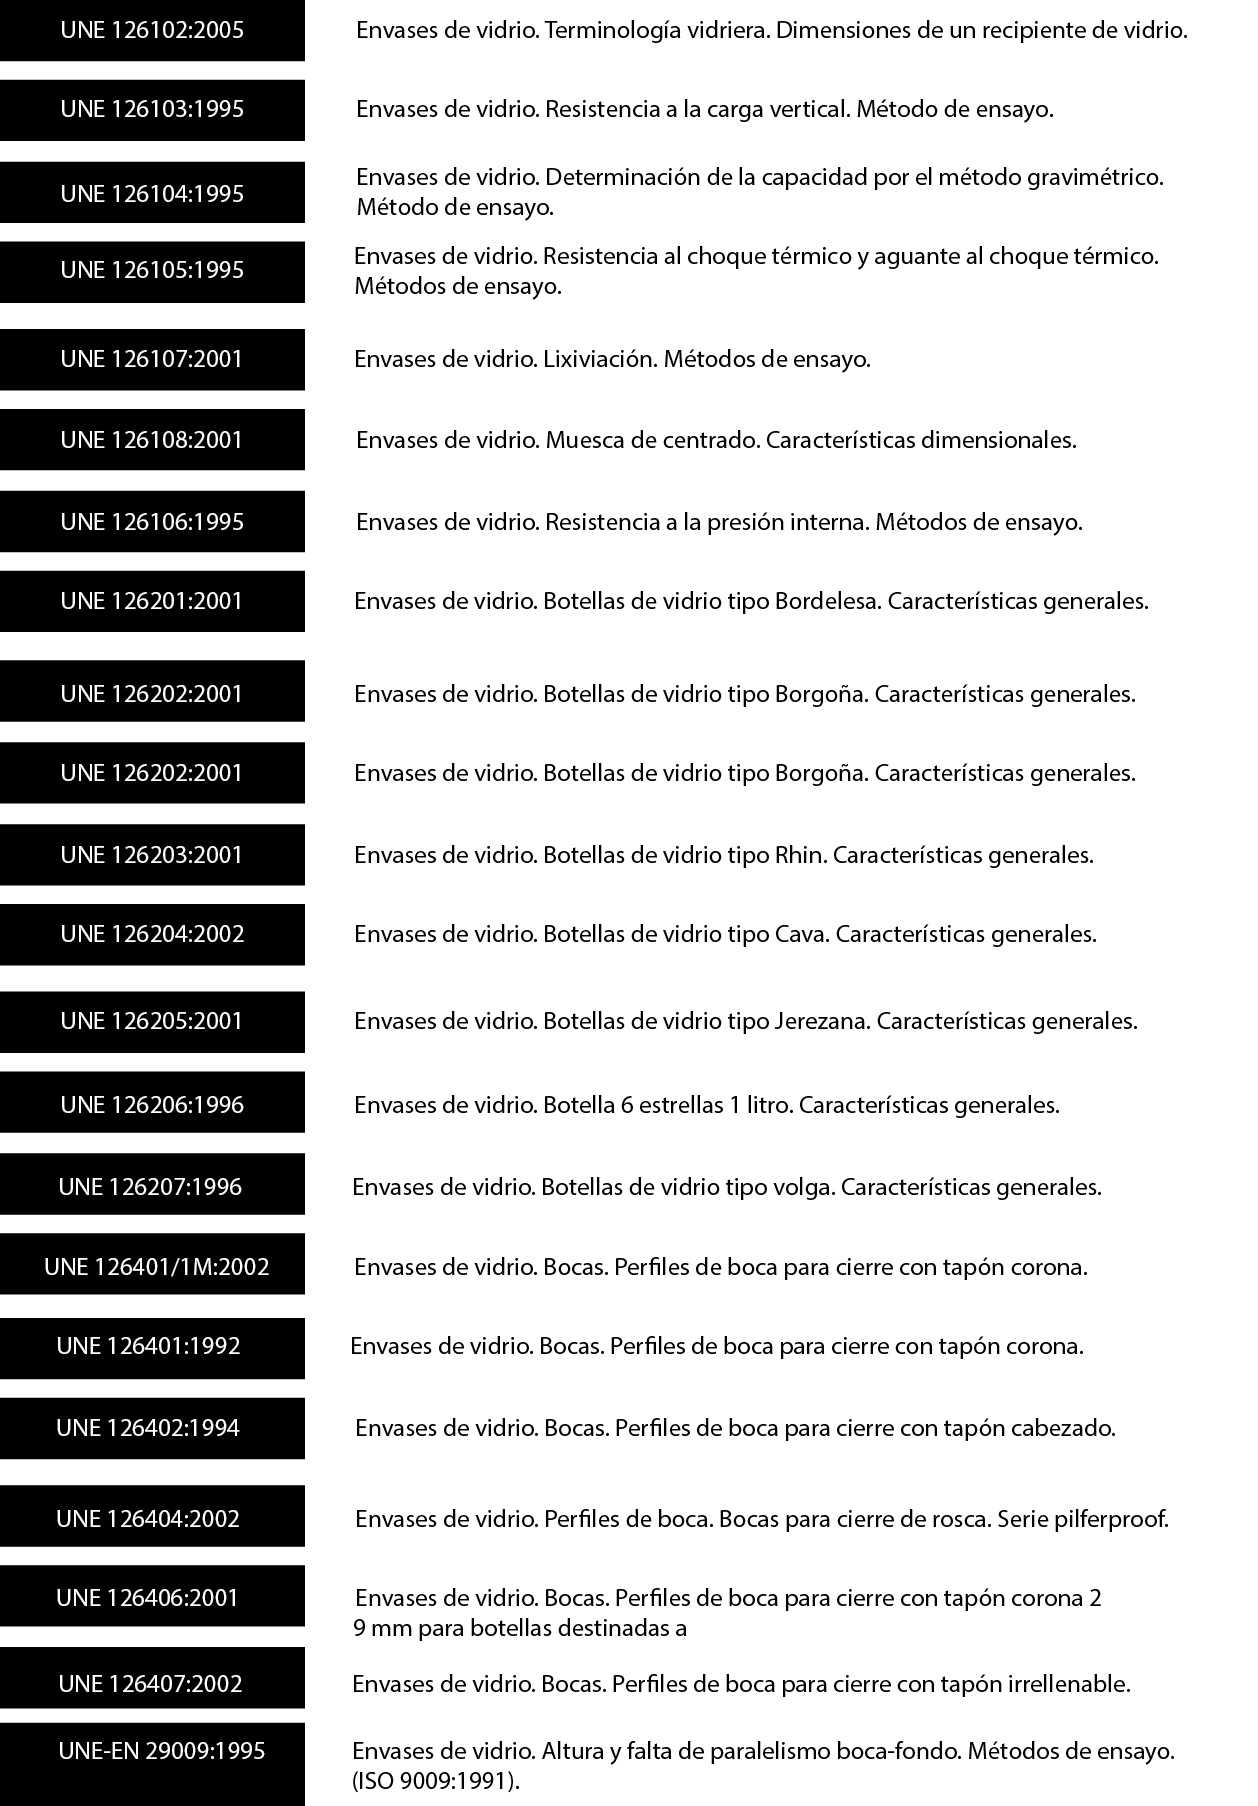 UNE 126102:2005 Envases de vidrio. Terminología vidriera. Dimensiones de un recipiente de vidrio.
UNE 126103:1995 Envases de vidrio. Resistencia a la carga vertical. Método de ensayo.
UNE 126104:1995 Envases de vidrio. Determinación de la capacidad por el método gravimétrico.
Método de ensayo.
UNE 126105:1995 Envases de vidrio. Resistencia al choque térmico y aguante al choque térmico.
Métodos de ensayo.
UNE 126107:2001 Envases de vidrio. Lixiviación. Métodos de ensayo.
UNE 126108:2001 Envases de vidrio. Muesca de centrado. Características dimensionales.
UNE 126106:1995 Envases de vidrio. Resistencia a la presión interna. Métodos de ensayo.
UNE 126201:2001 Envases de vidrio. Botellas de vidrio tipo Bordelesa. Características generales.
UNE 126202:2001 Envases de vidrio. Botellas de vidrio tipo Borgoña. Características generales.
UNE 126202:2001 Envases de vidrio. Botellas de vidrio tipo Borgoña. Características generales.
UNE 126203:2001 Envases de vidrio. Botellas de vidrio tipo Rhin. Características generales.
UNE 126204:2002 Envases de vidrio. Botellas de vidrio tipo Cava. Características generales.
UNE 126205:2001 Envases de vidrio. Botellas de vidrio tipo Jerezana. Características generales.
UNE 126206:1996 Envases de vidrio. Botella 6 estrellas 1 litro. Características generales.
UNE 126207:1996 Envases de vidrio. Botellas de vidrio tipo volga. Características generales.
UNE 126401/1M:2002 Envases de vidrio. Bocas. Perfiles de boca para cierre con tapón corona.
UNE 126401:1992 Envases de vidrio. Bocas. Perfiles de boca para cierre con tapón corona.
UNE 126402:1994 Envases de vidrio. Bocas. Perfiles de boca para cierre con tapón cabezado.
UNE 126404:2002 Envases de vidrio. Perfiles de boca. Bocas para cierre de rosca. Serie pilferproof.
UNE 126406:2001 Envases de vidrio. Bocas. Perfiles de boca para cierre con tapón corona 2
9 mm para botellas destinadas a
UNE 126407:2002 Envases de vidrio. Bocas. Perfiles de boca para cierre con tapón irrellenable.
UNE-EN 29009:1995 Envases de vidrio. Altura y falta de paralelismo boca-fondo. Métodos de ensayo.
(ISO 9009:1991).